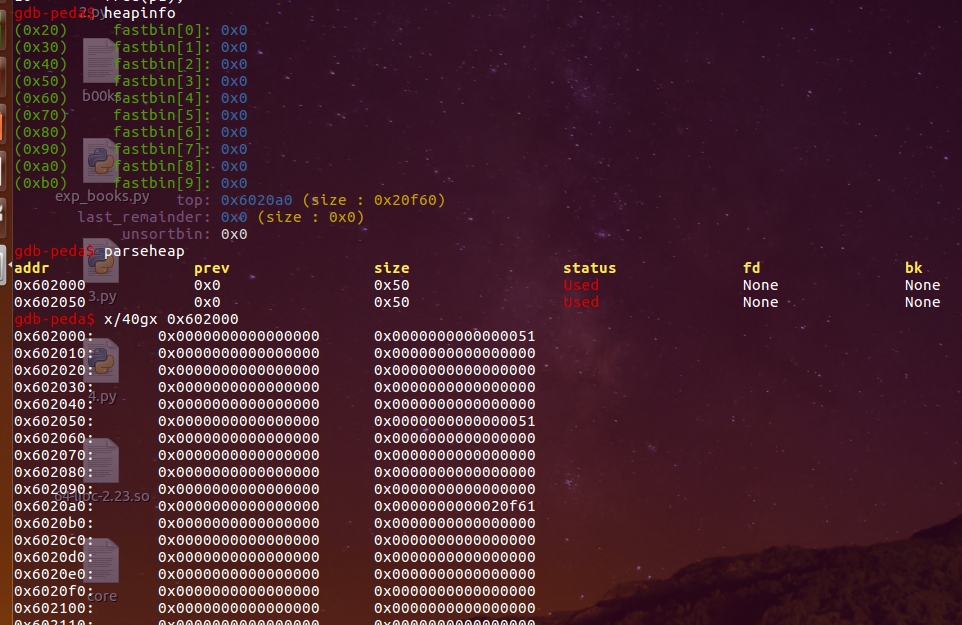 gdb-peda$ heapinfo
(0x20)     fastbin[0]: 0x0
(0x30)     fastbin[1]: 0x0
(0x40)     fastbin[2]: 0x0
(0x50)     fastbin[3]: 0x0
(0x60)     fastbin[4]: 0x0
b00ks
(0x70)     fastbin[5]: 0x0
(0x80)     fastbin[6]: 0x0
(0x90)     fastbin[7]: 0x0
(0xa0)     fastbin[8]: 0x0
(0xb0)     fastbin[9]: 0x0
exp_books.py
top: 0x6020a0 (size : 0x20f60)
last_remainder: 0x0 (size : 0x0)
unsortbin: 0x0
gdb-peda$ parseheap
addr                prev                size                 status              fd                bk
0x602000            0x0                 0x50                 Used                None              None
3.py
0x602050            0x0                 0x50                 Used                None              None
gdb-peda$ x/40gx 0x602000
0x602000:       0x0000000000000000      0x0000000000000051
0x602010:       0x0000000000000000      0x0000000000000000
0x602020:       0x0000000000000000      0x0000000000000000
0x602030:       0x0000000000000000      0x0000000000000000
4.py
0x602040:       0x0000000000000000      0x0000000000000000
0x602050:       0x0000000000000000      0x0000000000000051
0x602060:       0x0000000000000000      0x0000000000000000
0x602070:       0x0000000000000000      0x0000000000000000
0x602080:       0x0000000000000000      0x0000000000000000
0x602090:       0x0000000000000000      0x0000000000000000
64-libc-2.23.so
0x6020a0:       0x0000000000000000      0x0000000000020f61
0x6020b0:       0x0000000000000000      0x0000000000000000
0x6020c0:       0x0000000000000000      0x0000000000000000
0x6020d0:       0x0000000000000000      0x0000000000000000
0x6020e0:       0x0000000000000000      0x0000000000000000
0x6020f0:       0x0000000000000000      0x0000000000000000
core
0x602100:       0x0000000000000000      0x0000000000000000
0x602110:       0x0000000000000000      0x0000000000000000